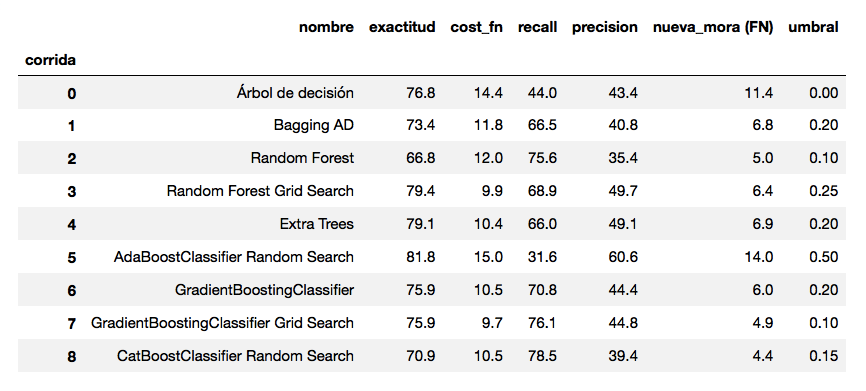 nombre exactitud cost_fn recall precision nueva_mora (FN) umbral
corrida
0 Árbol de decisión 76.8 14.4 44.0 43.4 11.4 0.00
1 Bagging AD 73.4 11.8 66.5 40.8 6.8 0.20
2 Random Forest 66.8 12.0 75.6 35.4 5.0 0.10
3 Random Forest Grid Search 79.4 9.9 68.9 49.7 6.4 0.25
4 Extra Trees 79.1 10.4 66.0 49.1 6.9 0.20
5 AdaBoostClassifier Random Search 81.8 15.0 31.6 60.6 14.0 0.50
6 GradientBoostingClassifier 75.9 10.5 70.8 44.4 6.0 0.20
7 GradientBoostingClassifier Grid Search 75.9 9.7 76.1 44.8 4.9 0.10
8 CatBoostClassifier Random Search 70.9 10.5 78.5 39.4 4.4 0.15